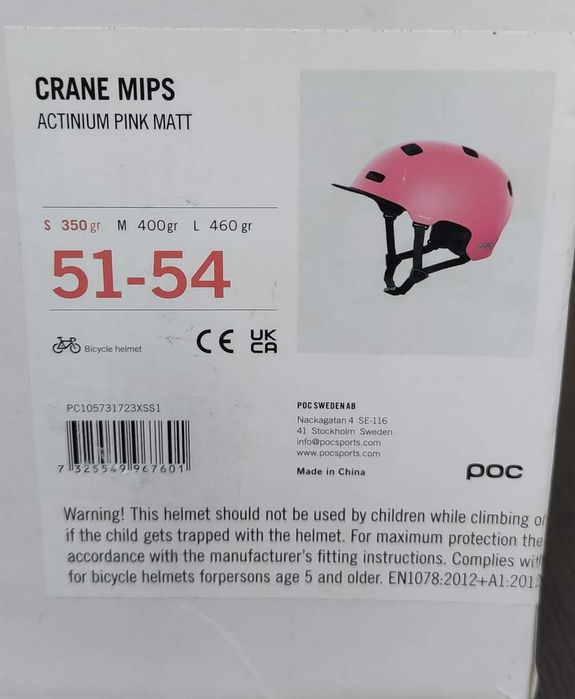 CRANE MIPS
ACTINIUM PINK MATT
S 350gr M 400gr L 460 gr
51-54
Bicycle helmet
CE UK CA
poc
PC105731723XSS1
7 325549 967601
POC SWEDEN AB
Nackagatan 4 SE-116
41 Stockholm Sweden
info@pocsports.com
www.pocsports.com
Made in China
poc
Warning! This helmet should not be used by children while climbing or
if the child gets trapped with the helmet. For maximum protection the
accordance with the manufacturer's fitting instructions. Complies with
for bicycle helmets forpersons age 5 and older. EN1078:2012+A1:2012